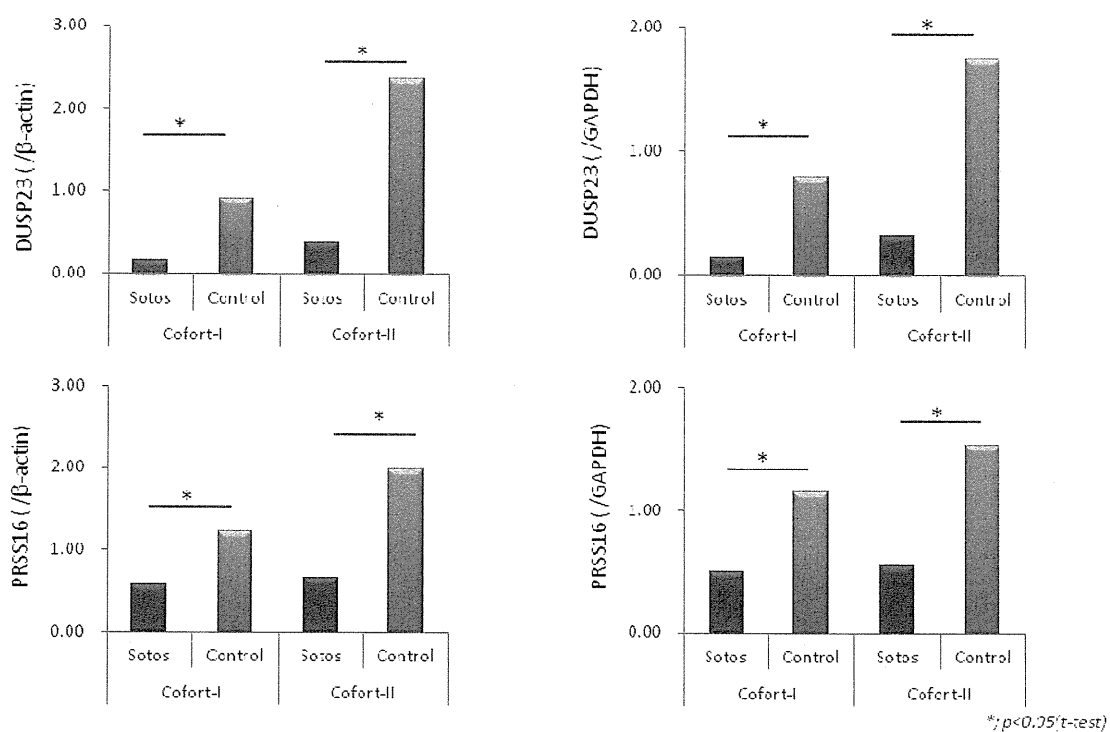 DUSP23 ( /β-actin)
3.00
2.00
1.00
0.00
*
*
Sotos Control Sotos Control
Cofort-I Cofort-II
DUSP23 ( /GAPDH)
2.00
1.00
0.00
*
*
Sotos Control Sotos Control
Cofort-I Cofort-II
PRSS16 ( /β-actin)
3.00
2.00
1.00
0.00
*
*
Sotos Control Sotos Control
Cofort-I Cofort-II
PRSS16 ( /GAPDH)
2.00
1.00
0.00
*
*
Sotos Control Sotos Control
Cofort-I Cofort-II
*; p<0.05(t-test)